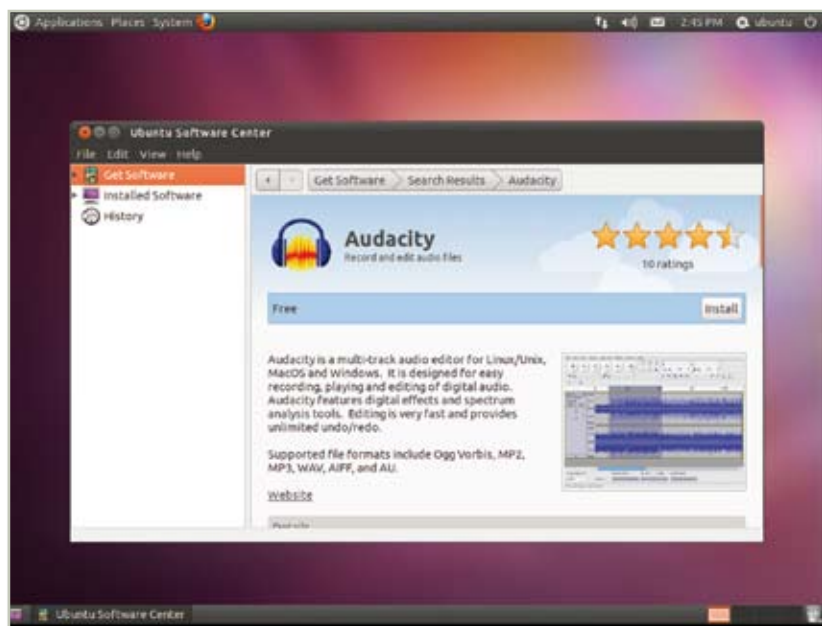 Applications Places System
2:45 PM ubuntu
Ubuntu Software Center
File Edit View Help
Get Software
Installed Software
History
Get Software Search Results Audacity
Audacity
Record and edit audio files
10 ratings
Free
Install
Audacity is a multi-track audio editor for Linux/Unix,
MacOS and Windows. It is designed for easy
recording, playing and editing of digital audio.
Audacity features digital effects and spectrum
analysis tools. Editing is very fast and provides
unlimited undo/redo.
Supported file formats include Ogg Vorbis, MP2,
MP3, WAV, AIFF, and AU.
Website
Ubuntu Software Center